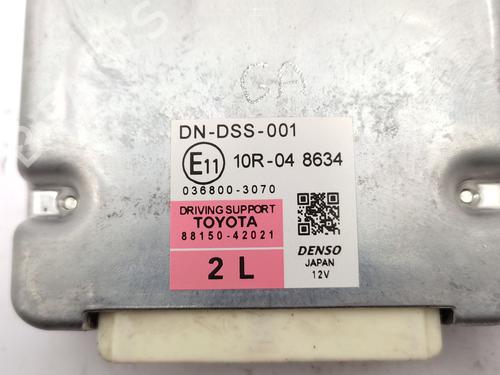 GA
DN-DSS-001
E11 10R-04 8634
036800-3070
DRIVING SUPPORT
TOYOTA
88150-42021
2 L
DENSO
JAPAN
12V